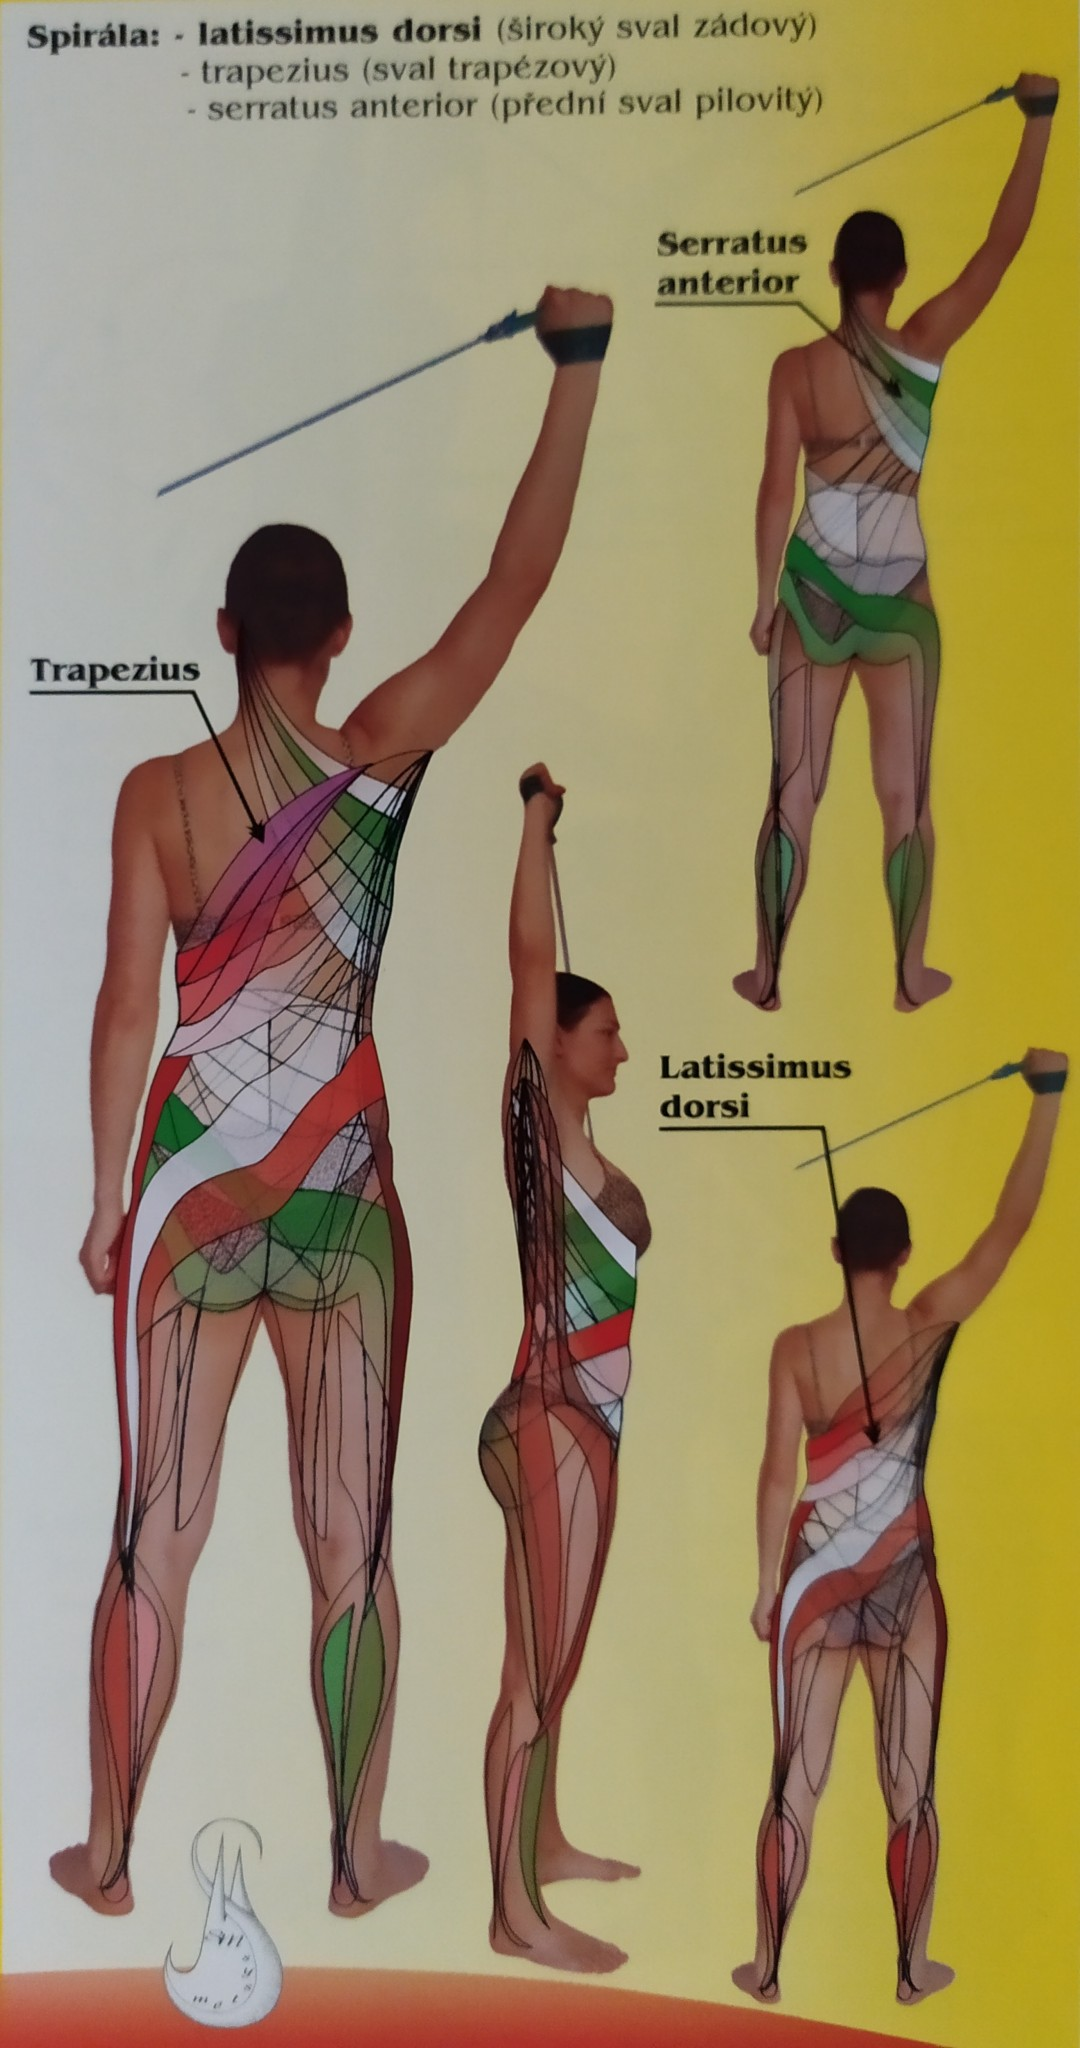 Spirála: - latissimus dorsi (široký sval zádový)
- trapezius (sval trapézový)
- serratus anterior (přední sval pilovitý)
Serratus
anterior
Trapezius
Latissimus
dorsi